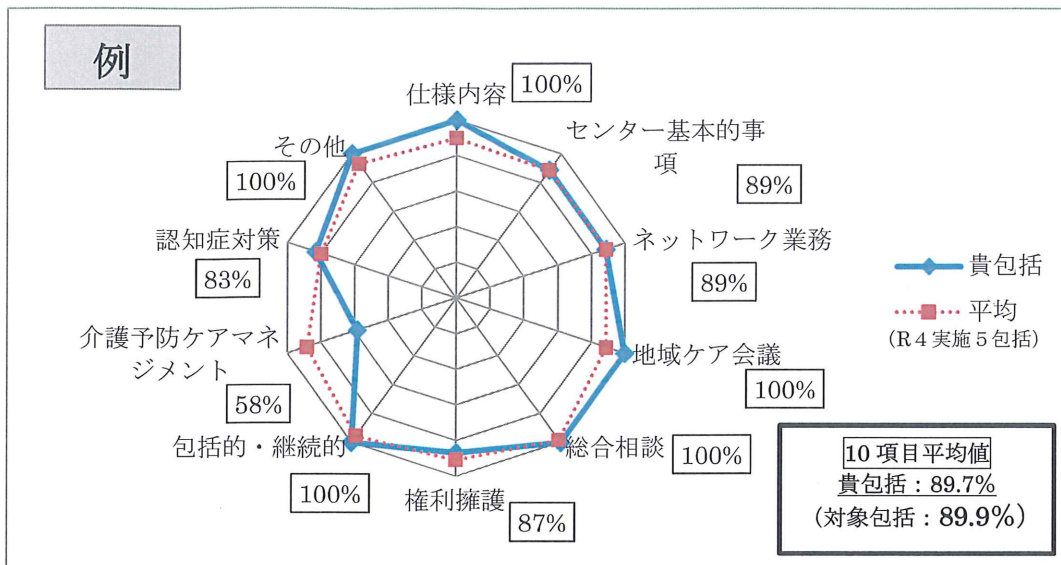 例
仕様内容
100%
センター基本的事
項
89%
ネットワーク業務
89%
地域ケア会議
100%
総合相談
100%
権利擁護
87%
包括的・継続的
100%
介護予防ケアマネ
ジメント
58%
認知症対策
83%
その他
100%
貴包括
平均
(R4実施5包括)
10項目平均値
貴包括：89.7%
（対象包括：89.9%）